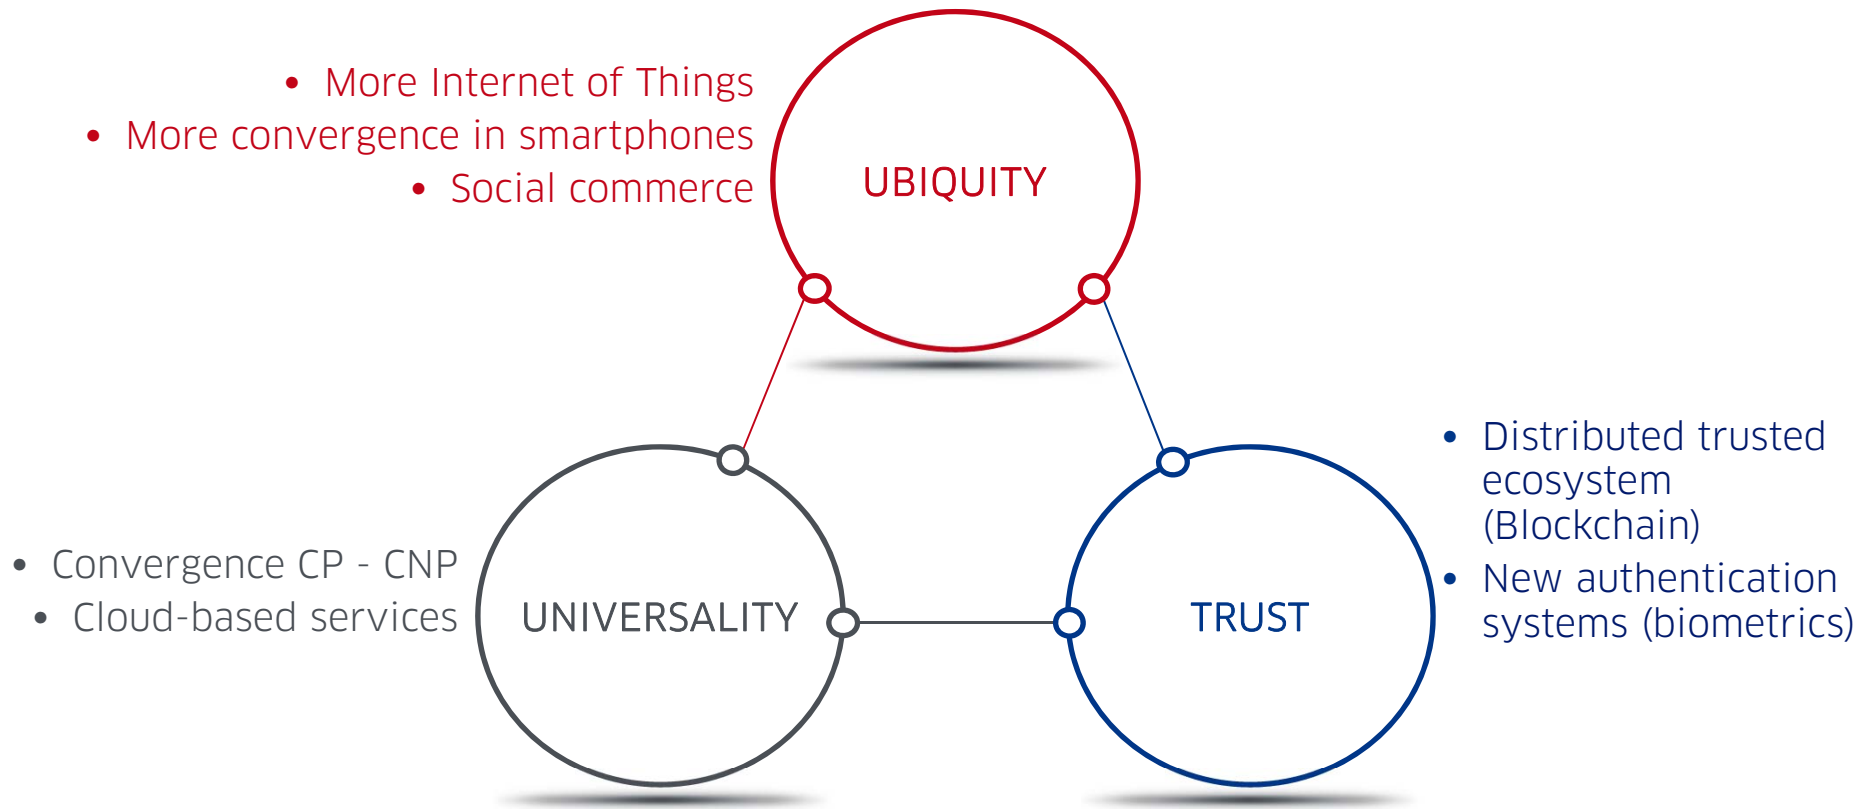 • More Internet of Things
• More convergence in smartphones
• Social commerce
UBIQUITY
• Convergence CP - CNP
• Cloud-based services
UNIVERSALITY
TRUST
• Distributed trusted
ecosystem
(Blockchain)
• New authentication
systems (biometrics)